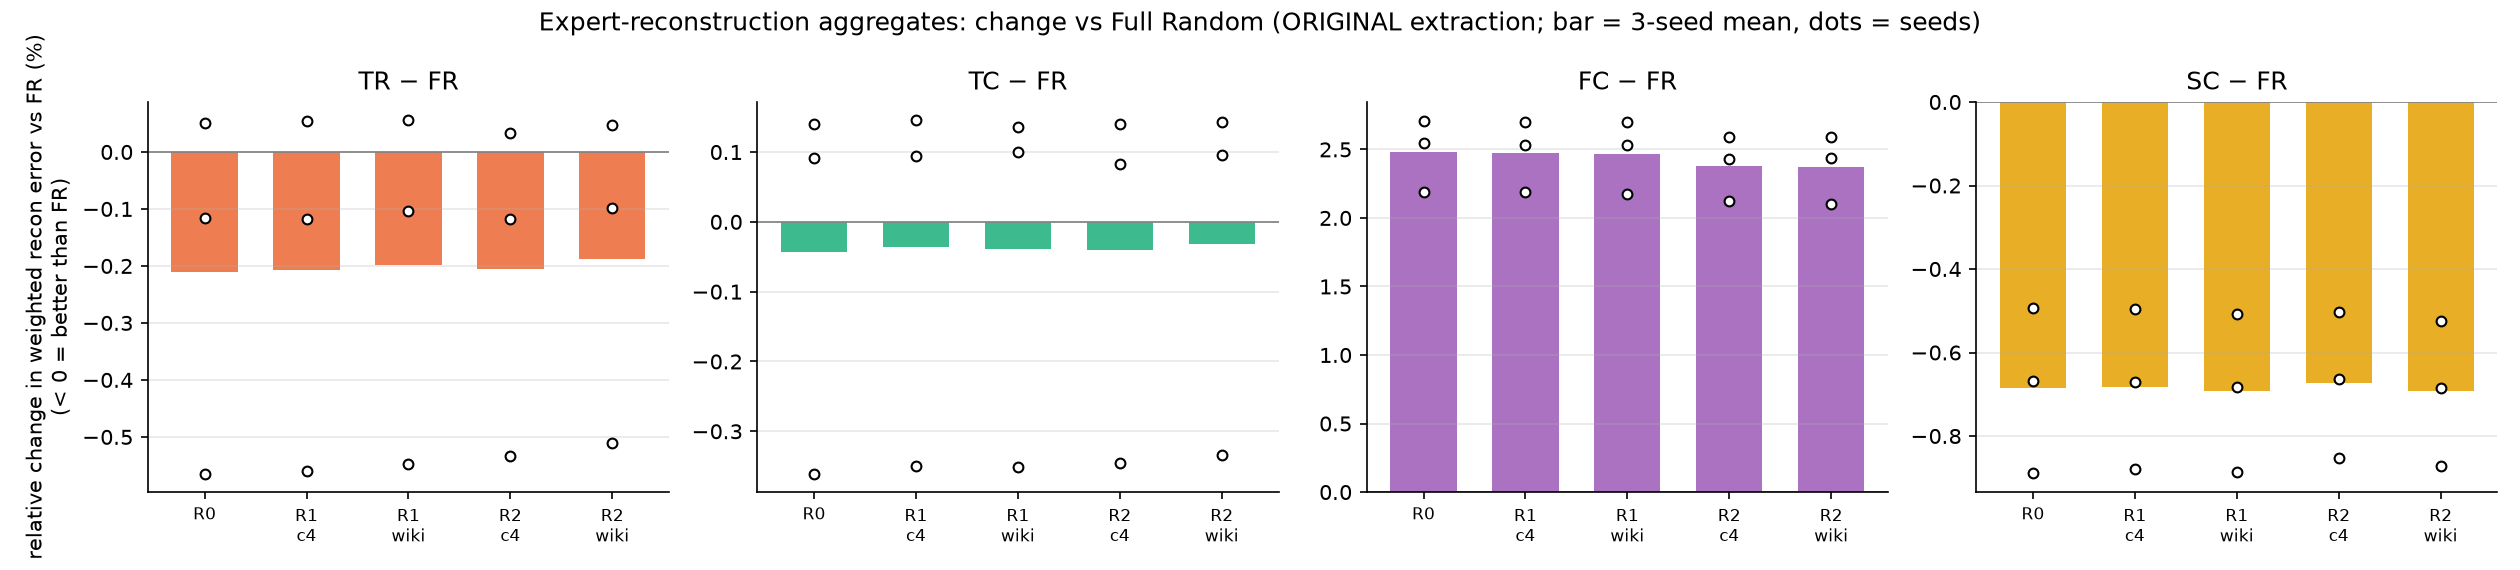 Expert-reconstruction aggregates: change vs Full Random (ORIGINAL extraction; bar = 3-seed mean, dots = seeds)
relative change in weighted recon error vs FR (%)
(< 0 = better than FR)
TR − FR
0.0
−0.1
−0.2
−0.3
−0.4
−0.5
R0
R1
c4
R1
wiki
R2
c4
R2
wiki
TC − FR
0.1
0.0
−0.1
−0.2
−0.3
R0
R1
c4
R1
wiki
R2
c4
R2
wiki
FC − FR
2.5
2.0
1.5
1.0
0.5
0.0
R0
R1
c4
R1
wiki
R2
c4
R2
wiki
SC − FR
0.0
−0.2
−0.4
−0.6
−0.8
R0
R1
c4
R1
wiki
R2
c4
R2
wiki